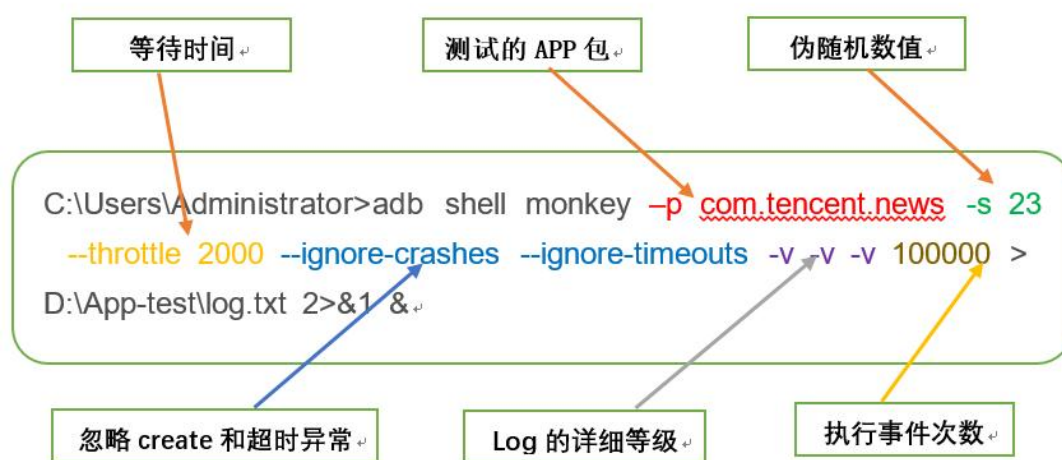 等待时间
测试的 APP 包
伪随机数值
C:\Users\Administrator>adb shell monkey –p com.tencent.news -s 23
--throttle 2000 --ignore-crashes --ignore-timeouts -v -v -v 100000 >
D:\App-test\log.txt 2>&1 &
忽略 create 和超时异常
Log 的详细等级
执行事件次数